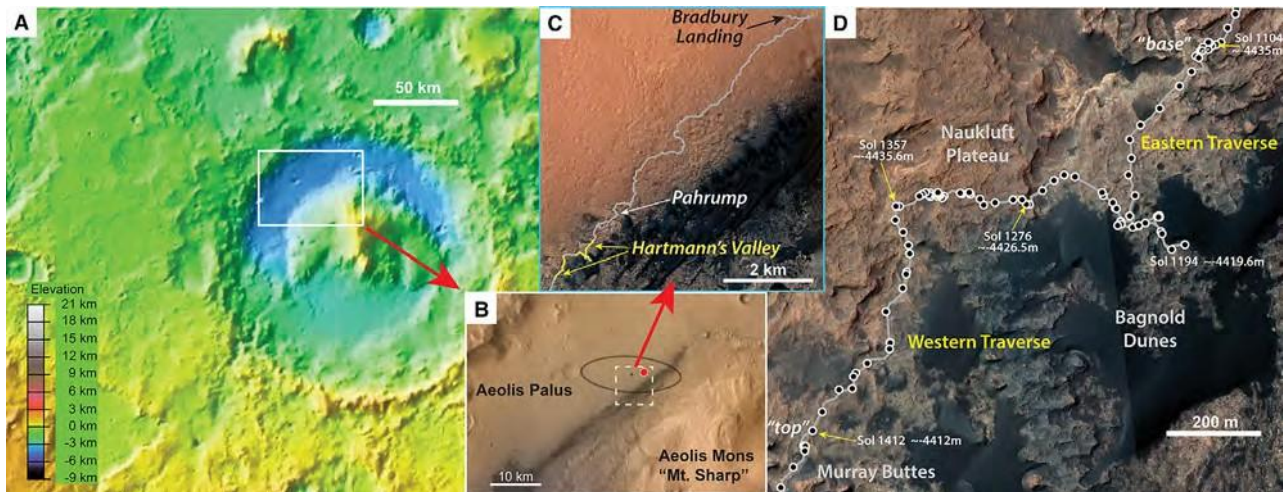 A
50 km
Elevation
21 km
18 km
15 km
12 km
9 km
6 km
3 km
0 km
-3 km
-6 km
-9 km
B
Aeolis Palus
Aeolis Mons
“Mt. Sharp”
10 km
C
Bradbury
Landing
Pahrump
Hartmann’s Valley
2 km
D
“base”
Sol 1104
~-4435m
Eastern Traverse
Naukluft
Plateau
Sol 1357
~-4435.6m
Sol 1276
~-4426.5m
Sol 1194 ~-4419.6m
Bagnold
Dunes
Western Traverse
“top”
Sol 1412 ~-4412m
Murray Buttes
200 m